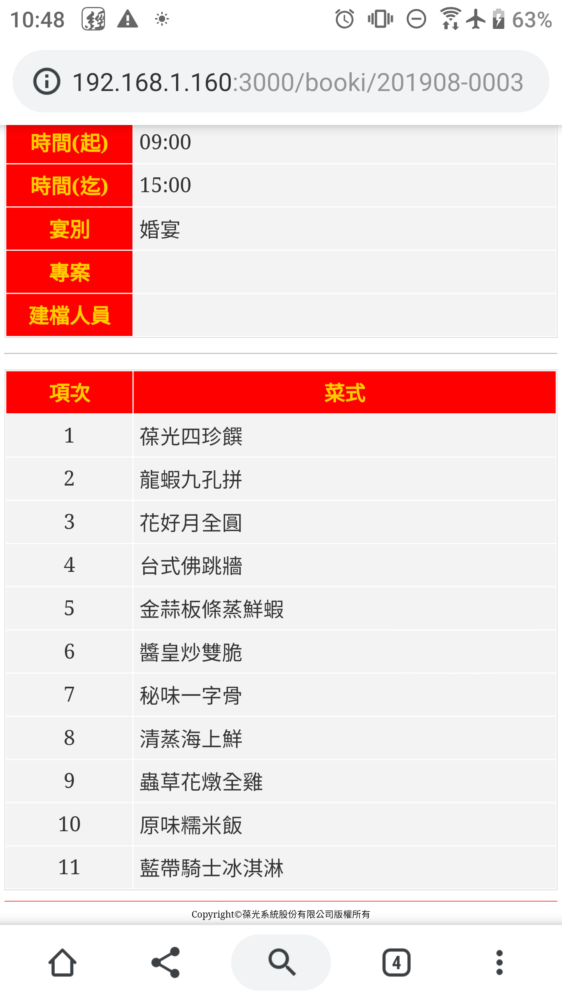 10:48 經 63%
192.168.1.160:3000/booki/201908-0003
時間(起) 09:00
時間(迄) 15:00
宴別 婚宴
專案
建檔人員
項次 菜式
1 葆光四珍饌
2 龍蝦九孔拼
3 花好月全圓
4 台式佛跳牆
5 金蒜板條蒸鮮蝦
6 醬皇炒雙脆
7 秘味一字骨
8 清蒸海上鮮
9 蟲草花燉全雞
10 原味糯米飯
11 藍帶騎士冰淇淋
Copyright©葆光系統股份有限公司版權所有
4